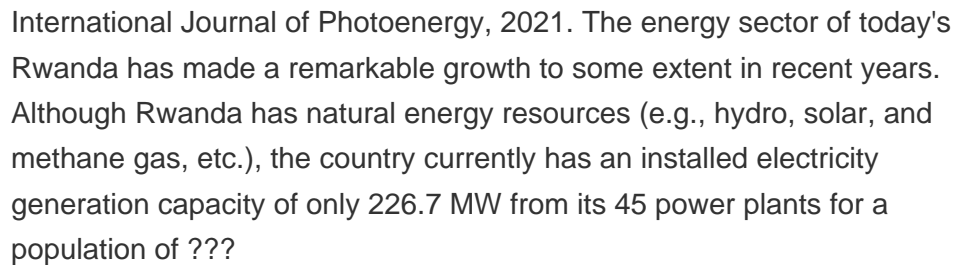 International Journal of Photoenergy, 2021. The energy sector of today's
Rwanda has made a remarkable growth to some extent in recent years.
Although Rwanda has natural energy resources (e.g., hydro, solar, and
methane gas, etc.), the country currently has an installed electricity
generation capacity of only 226.7 MW from its 45 power plants for a
population of ???